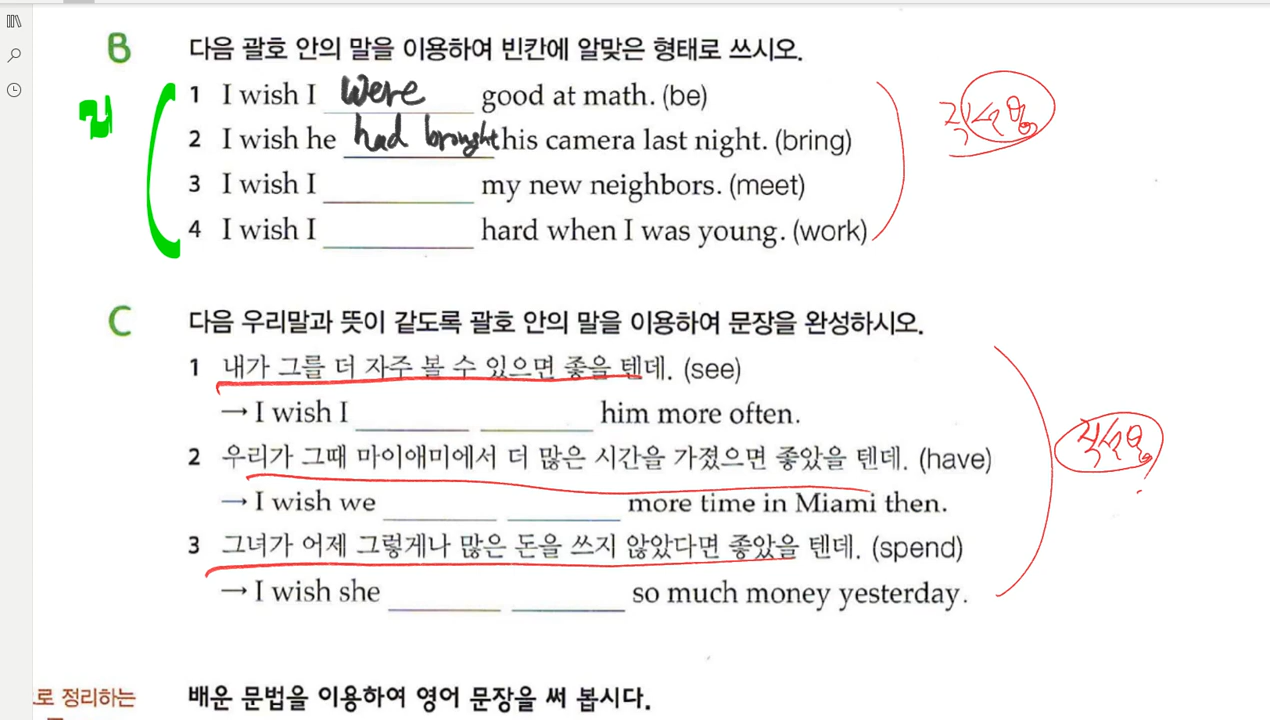 B 다음 괄호 안의 말을 이용하여 빈칸에 알맞은 형태로 쓰시오.
1 I wish I were good at math. (be)
2 I wish he had brought his camera last night. (bring)
3 I wish I my new neighbors. (meet)
4 I wish I hard when I was young. (work)
직설법
C 다음 우리말과 뜻이 같도록 괄호 안의 말을 이용하여 문장을 완성하시오.
1 내가 그를 더 자주 볼 수 있으면 좋을 텐데. (see)
→ I wish I him more often.
2 우리가 그때 마이애미에서 더 많은 시간을 가졌으면 좋았을 텐데. (have)
→ I wish we more time in Miami then.
직설법
3 그녀가 어제 그렇게나 많은 돈을 쓰지 않았다면 좋았을 텐데. (spend)
→ I wish she so much money yesterday.
로 정리하는
배운 문법을 이용하여 영어 문장을 써 봅시다.